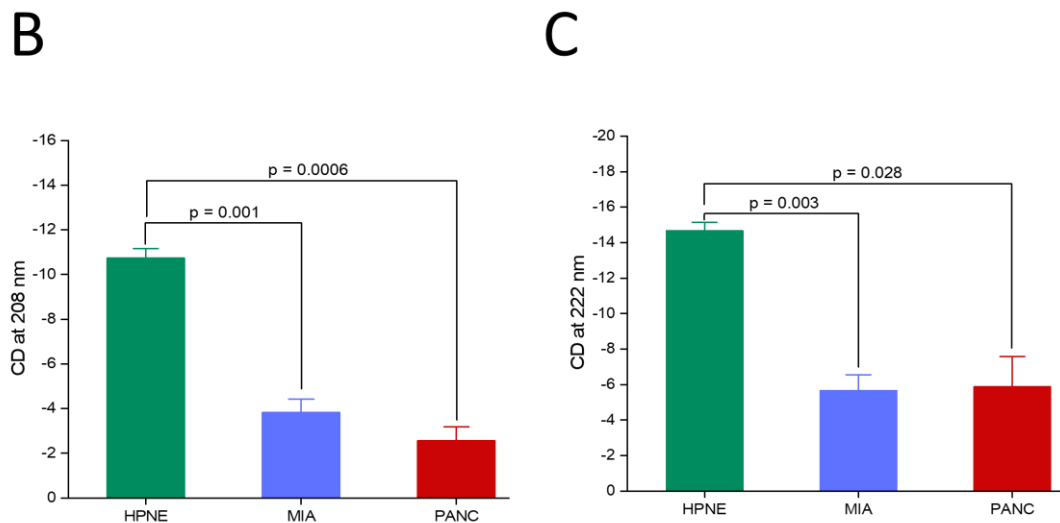 B
C
-16
-14
-12
-10
-8
-6
-4
-2
0
CD at 208 nm
p = 0.0006
p = 0.001
HPNE
MIA
PANC
-20
-18
-16
-14
-12
-10
-8
-6
-4
-2
0
CD at 222 nm
p = 0.028
p = 0.003
HPNE
MIA
PANC